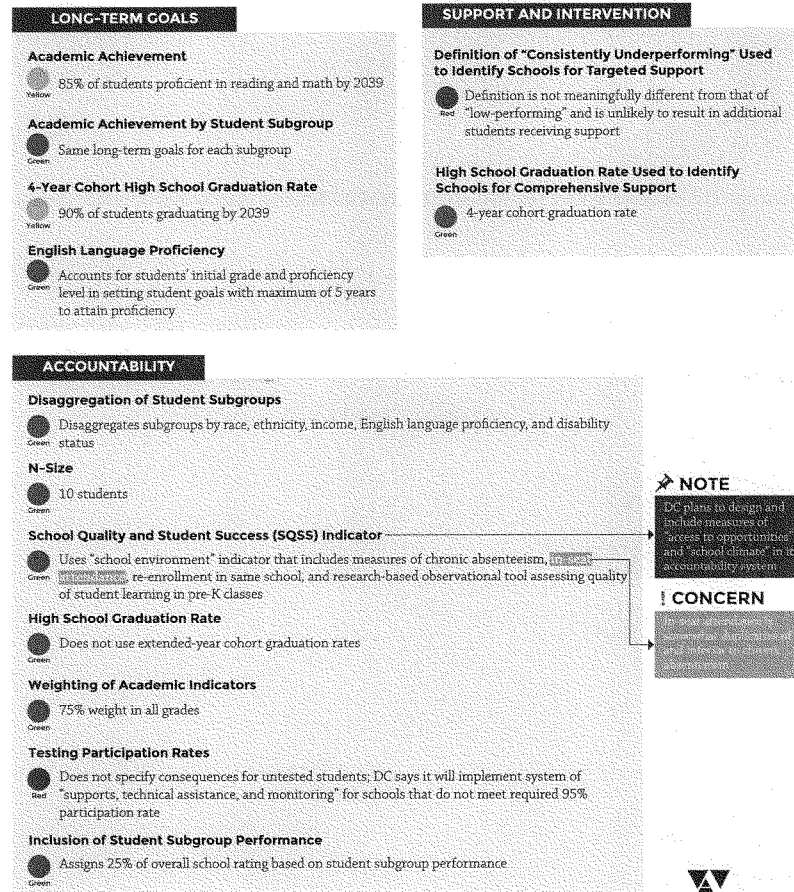 LONG-TERM GOALS
Academic Achievement
Yellow
85% of students proficient in reading and math by 2039
Academic Achievement by Student Subgroup
Green
Same long-term goals for each subgroup
4-Year Cohort High School Graduation Rate
Yellow
90% of students graduating by 2039
English Language Proficiency
Green
Accounts for students' initial grade and proficiency
level in setting student goals with maximum of 5 years
to attain proficiency
SUPPORT AND INTERVENTION
Definition of "Consistently Underperforming" Used
to Identify Schools for Targeted Support
Red
Definition is not meaningfully different from that of
"low-performing" and is unlikely to result in additional
students receiving support
High School Graduation Rate Used to Identify
Schools for Comprehensive Support
Green
4-year cohort graduation rate
ACCOUNTABILITY
Disaggregation of Student Subgroups
Green
Disaggregates subgroups by race, ethnicity, income, English language proficiency, and disability
status
N-Size
Green
10 students
School Quality and Student Success (SQSS) Indicator
Green
Uses "school environment" indicator that includes measures of chronic absenteeism, in-seat
attendance, re-enrollment in same school, and research-based observational tool assessing quality
of student learning in pre-K classes
High School Graduation Rate
Green
Does not use extended-year cohort graduation rates
Weighting of Academic Indicators
Green
75% weight in all grades
Testing Participation Rates
Red
Does not specify consequences for untested students; DC says it will implement system of
"supports, technical assistance, and monitoring" for schools that do not meet required 95%
participation rate
Inclusion of Student Subgroup Performance
Green
Assigns 25% of overall school rating based on student subgroup performance
NOTE
DC plans to design and
include measures of
"access to opportunities"
and "school climate" in its
accountability system
! CONCERN